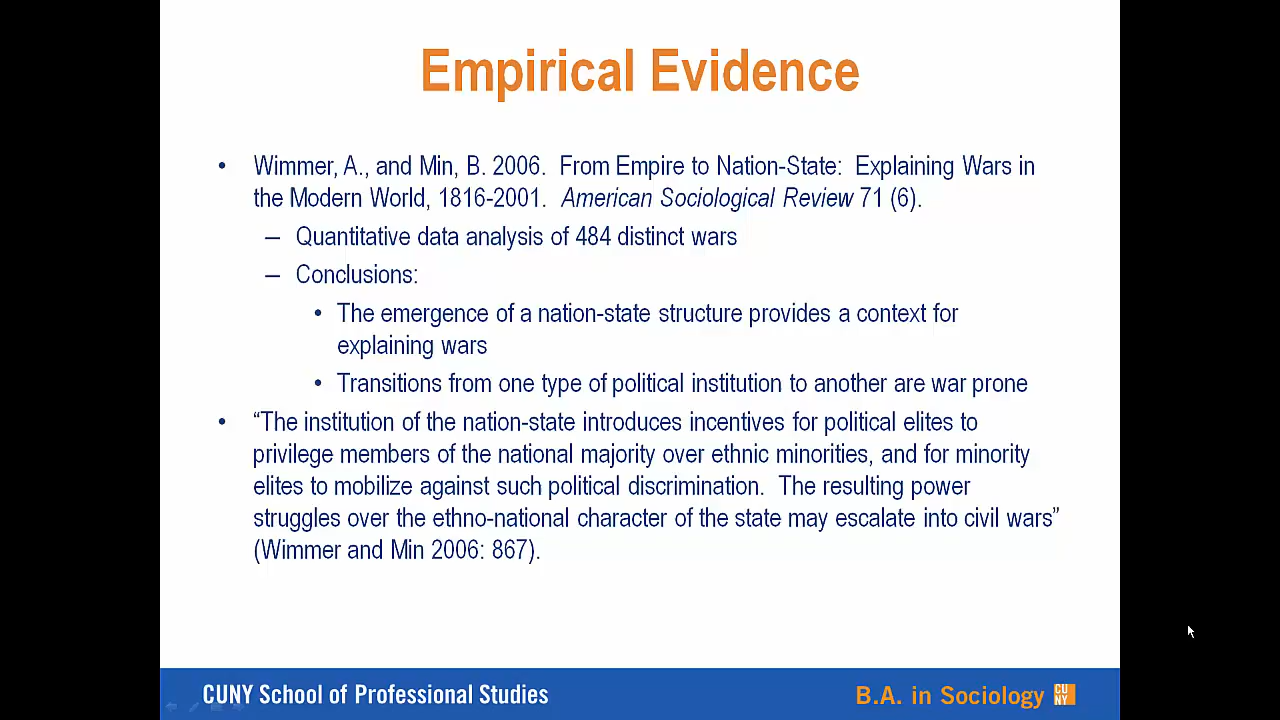 Empirical Evidence
• Wimmer, A., and Min, B. 2006.  From Empire to Nation-State:  Explaining Wars in
the Modern World, 1816-2001.  American Sociological Review 71 (6).
– Quantitative data analysis of 484 distinct wars
– Conclusions:
• The emergence of a nation-state structure provides a context for
explaining wars
• Transitions from one type of political institution to another are war prone
• “The institution of the nation-state introduces incentives for political elites to
privilege members of the national majority over ethnic minorities, and for minority
elites to mobilize against such political discrimination.  The resulting power
struggles over the ethno-national character of the state may escalate into civil wars”
(Wimmer and Min 2006: 867).
CUNY School of Professional Studies
B.A. in Sociology
CU
NY